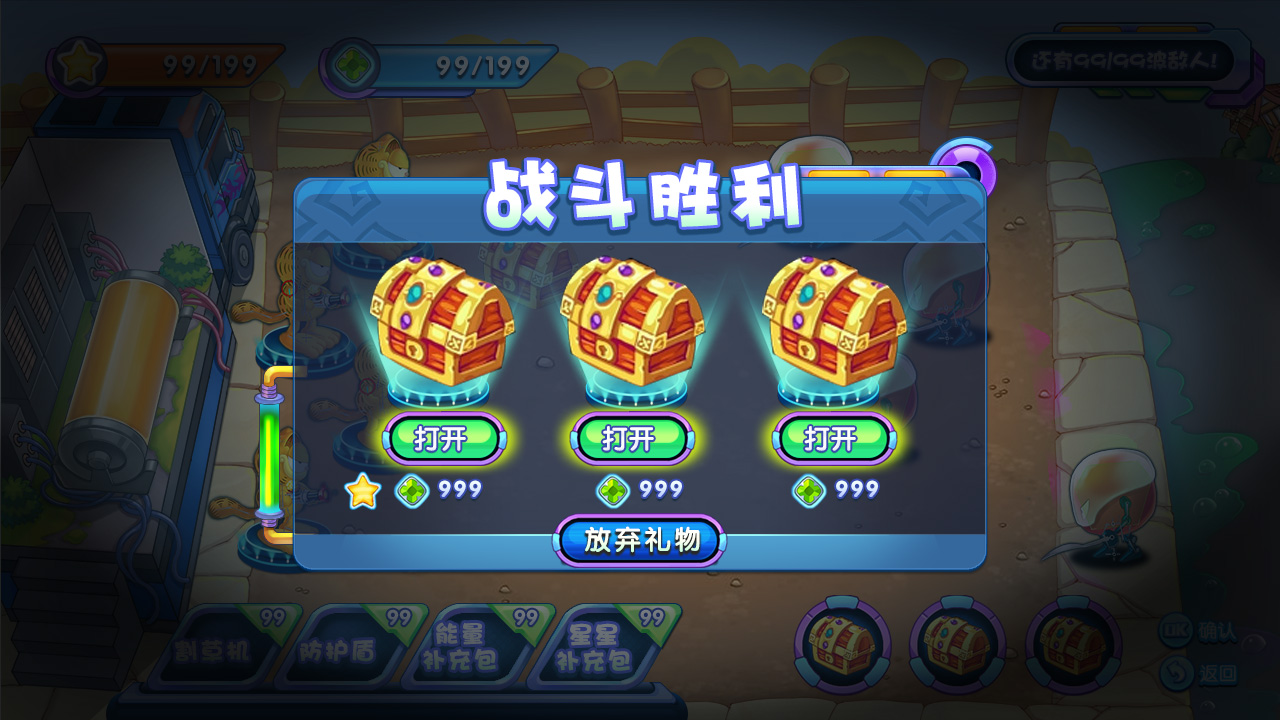 99/199
99/199
还有99/99波敌人!
战斗胜利
打开
打开
打开
999
999
999
放弃礼物
割草机
99
防护盾
99
能量
补充包
99
星星
补充包
99
OK 确认
返回